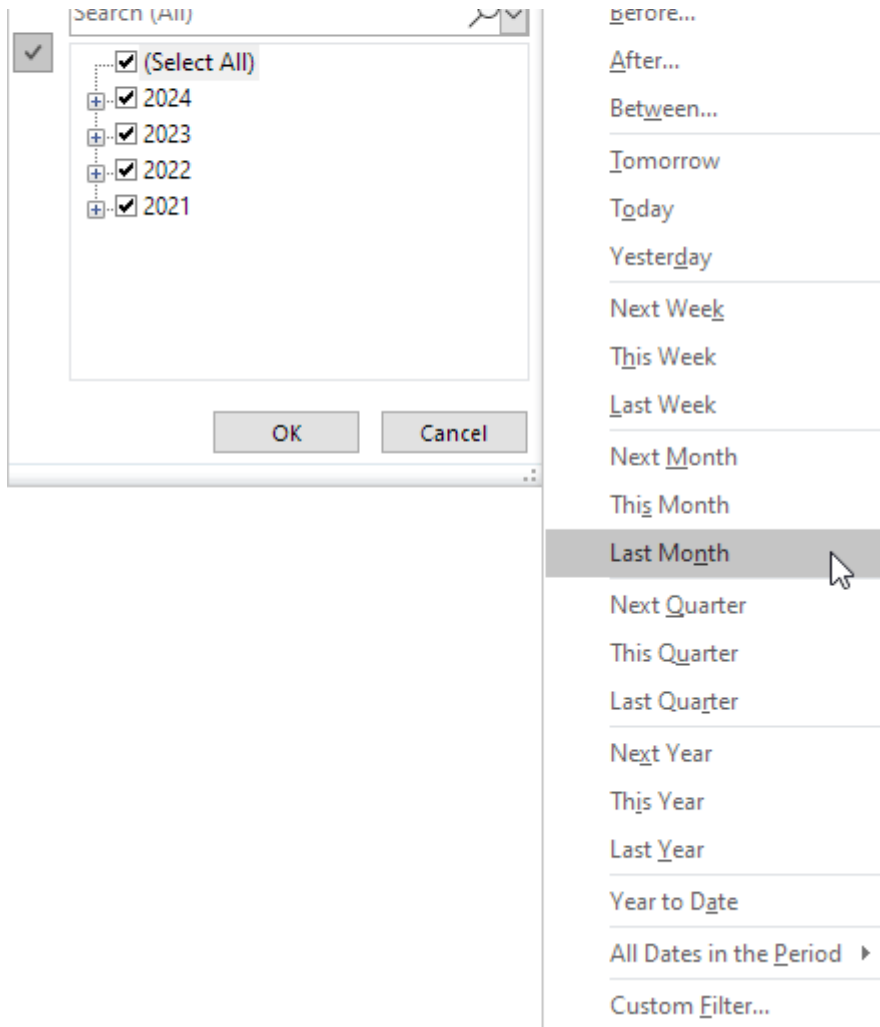 Search (All)
(Select All)
2024
2023
2022
2021
OK
Cancel
Before...
After...
Between...
Tomorrow
Today
Yesterday
Next Week
This Week
Last Week
Next Month
This Month
Last Month
Next Quarter
This Quarter
Last Quarter
Next Year
This Year
Last Year
Year to Date
All Dates in the Period
Custom Filter...